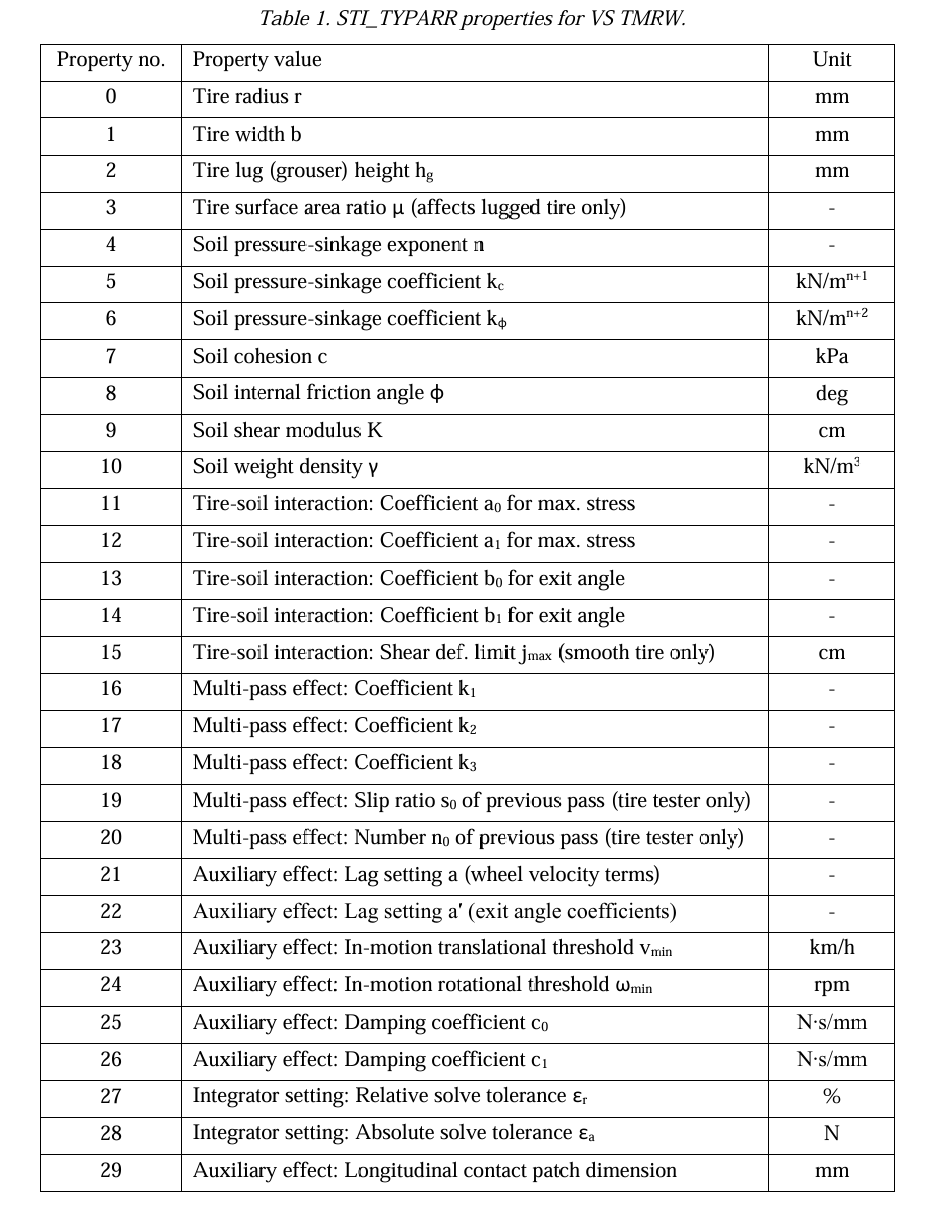 Table 1. STI_TYPARR properties for VS TMRW.
Property no. Property value Unit
0 Tire radius r mm
1 Tire width b mm
2 Tire lug (grouser) height hg mm
3 Tire surface area ratio μ (affects lugged tire only) -
4 Soil pressure-sinkage exponent n -
5 Soil pressure-sinkage coefficient kc kN/mⁿ⁺¹
6 Soil pressure-sinkage coefficient kϕ kN/mⁿ⁺²
7 Soil cohesion c kPa
8 Soil internal friction angle ϕ deg
9 Soil shear modulus K cm
10 Soil weight density γ kN/m³
11 Tire-soil interaction: Coefficient a₀ for max. stress -
12 Tire-soil interaction: Coefficient a₁ for max. stress -
13 Tire-soil interaction: Coefficient b₀ for exit angle -
14 Tire-soil interaction: Coefficient b₁ for exit angle -
15 Tire-soil interaction: Shear def. limit jmax (smooth tire only) cm
16 Multi-pass effect: Coefficient k₁ -
17 Multi-pass effect: Coefficient k₂ -
18 Multi-pass effect: Coefficient k₃ -
19 Multi-pass effect: Slip ratio s₀ of previous pass (tire tester only) -
20 Multi-pass effect: Number n₀ of previous pass (tire tester only) -
21 Auxiliary effect: Lag setting a (wheel velocity terms) -
22 Auxiliary effect: Lag setting a′ (exit angle coefficients) -
23 Auxiliary effect: In-motion translational threshold vmin km/h
24 Auxiliary effect: In-motion rotational threshold ωmin rpm
25 Auxiliary effect: Damping coefficient c₀ N·s/mm
26 Auxiliary effect: Damping coefficient c₁ N·s/mm
27 Integrator setting: Relative solve tolerance εr %
28 Integrator setting: Absolute solve tolerance εa N
29 Auxiliary effect: Longitudinal contact patch dimension mm